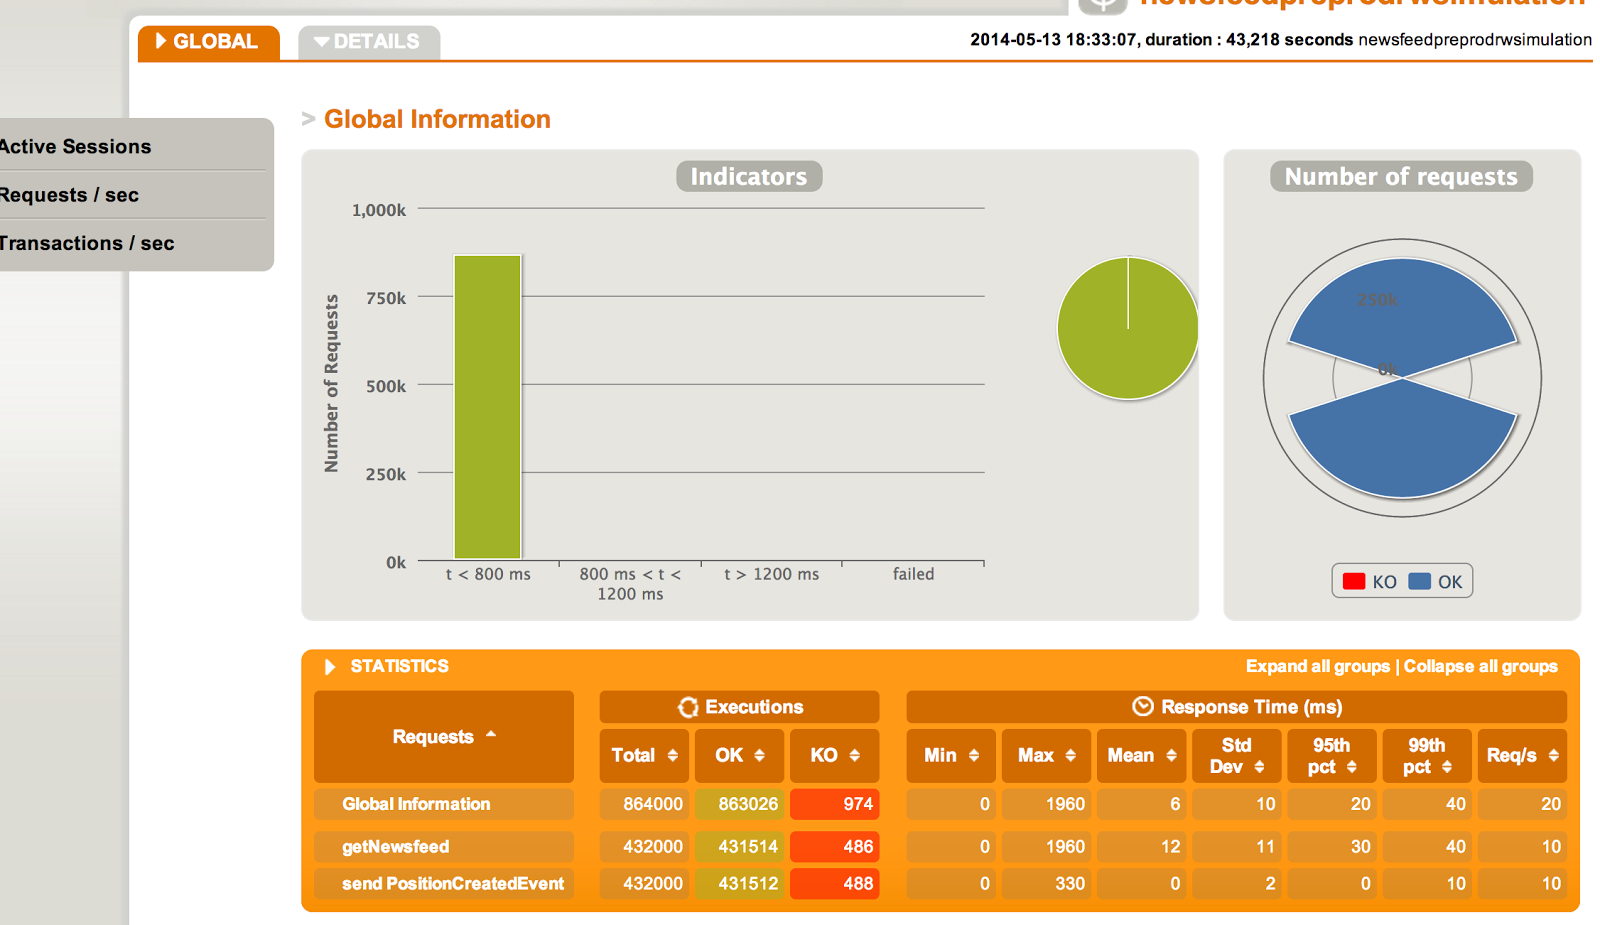 newsfeedpreprodrwsimulation
GLOBAL DETAILS
2014-05-13 18:33:07, duration : 43,218 seconds newsfeedpreprodrwsimulation
Active Sessions
Requests / sec
Transactions / sec
> Global Information
Indicators
Number of Requests
1,000k
750k
500k
250k
0k
t < 800 ms
800 ms < t <
1200 ms
t > 1200 ms
failed
Number of requests
250k
0k
KO OK
STATISTICS
Expand all groups | Collapse all groups
Requests Executions Response Time (ms)
Total OK KO Min Max Mean Std Dev 95th pct 99th pct Req/s
Global Information 864000 863026 974 0 1960 6 10 20 40 20
getNewsfeed 432000 431514 486 0 1960 12 11 30 40 10
send PositionCreatedEvent 432000 431512 488 0 330 0 2 0 10 10